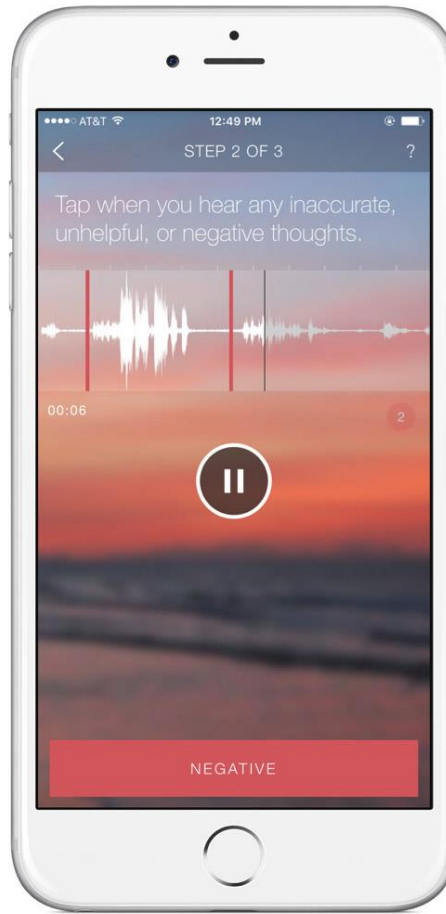 AT&T 12:49 PM
STEP 2 OF 3 ?
Tap when you hear any inaccurate,
unhelpful, or negative thoughts.
00:06 2
NEGATIVE